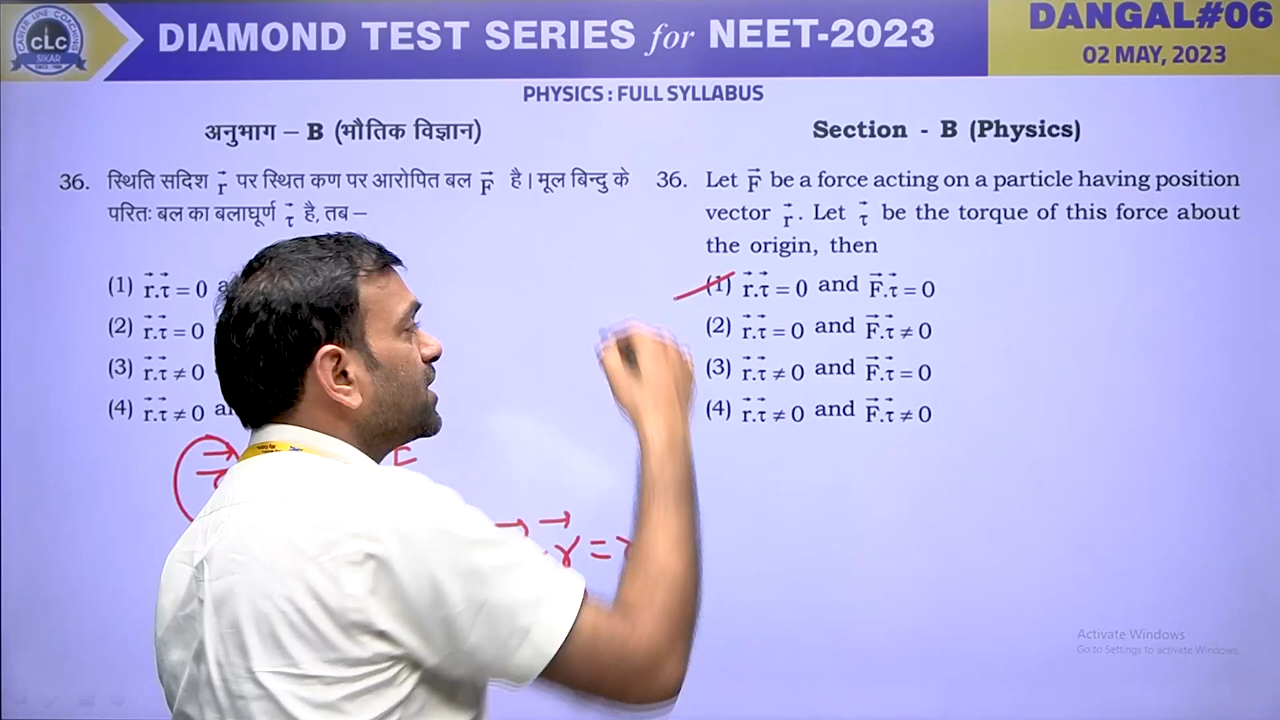 CLC
SIKAR
DIAMOND TEST SERIES for NEET-2023
DANGAL#06
02 MAY, 2023
PHYSICS : FULL SYLLABUS
अनुभाग – B (भौतिक विज्ञान)
36. स्थिति सदिश r⃗ पर स्थित कण पर आरोपित बल F⃗ है। मूल बिन्दु के
परितः बल का बलाघूर्ण τ⃗ है, तब –
(1) r⃗.τ⃗ = 0
(2) r⃗.τ⃗ = 0
(3) r⃗.τ⃗ ≠ 0
(4) r⃗.τ⃗ ≠ 0
Section - B (Physics)
36. Let F⃗ be a force acting on a particle having position
vector r⃗. Let τ⃗ be the torque of this force about
the origin, then
(1) r⃗.τ⃗ = 0 and F⃗.τ⃗ = 0
(2) r⃗.τ⃗ = 0 and F⃗.τ⃗ ≠ 0
(3) r⃗.τ⃗ ≠ 0 and F⃗.τ⃗ = 0
(4) r⃗.τ⃗ ≠ 0 and F⃗.τ⃗ ≠ 0
Activate Windows
Go to Settings to activate Windows.